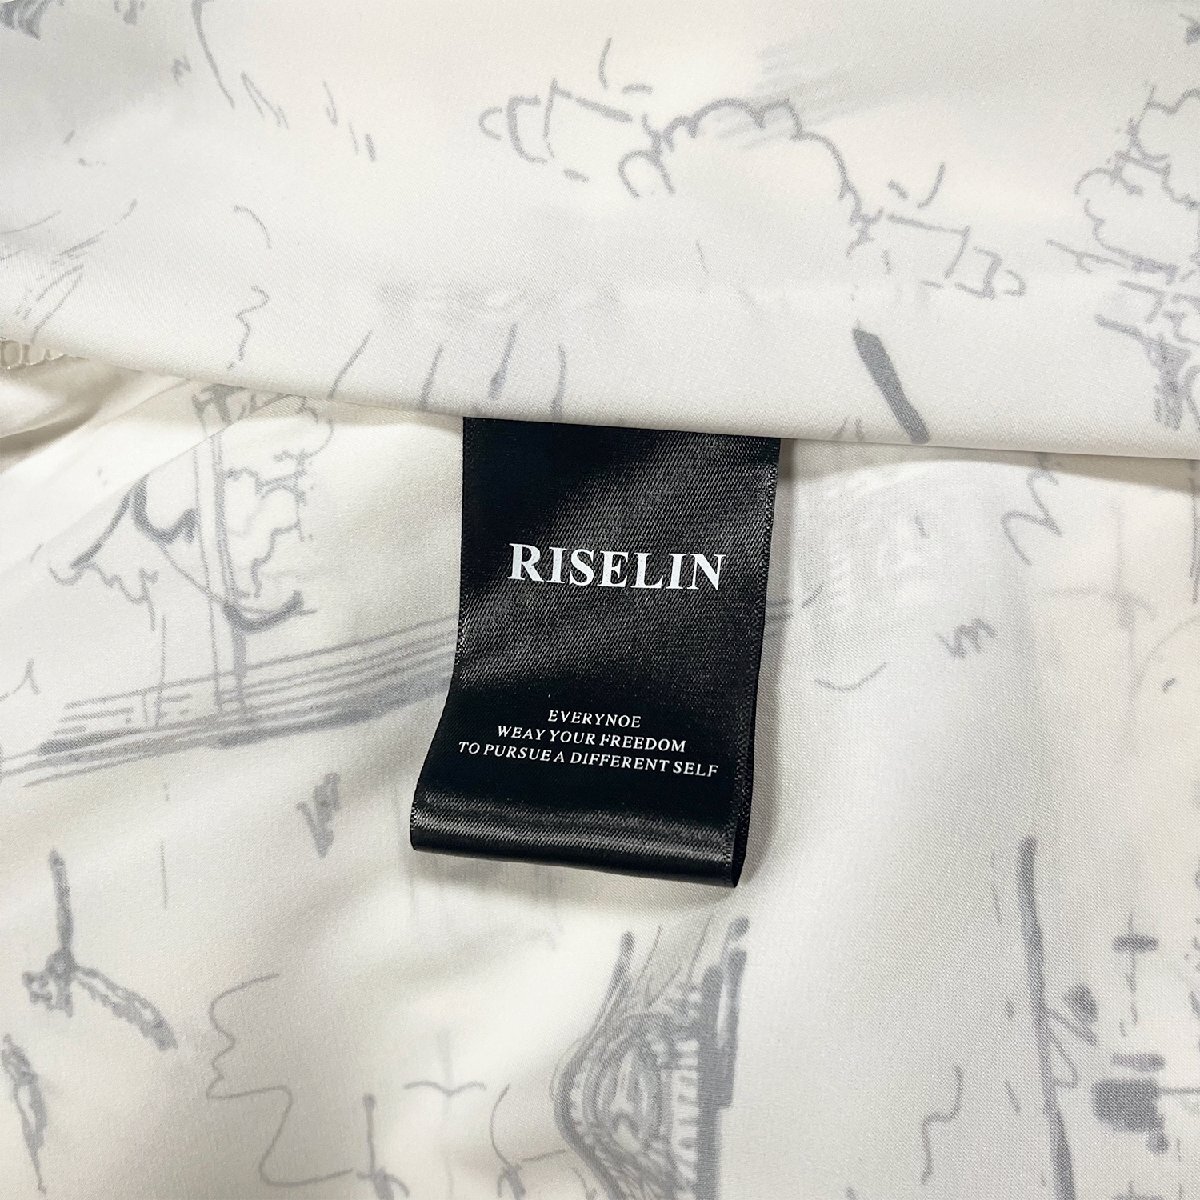 RISELIN
EVERYNOE
WEAY YOUR FREEDOM
TO PURSUE A DIFFERENT SELF